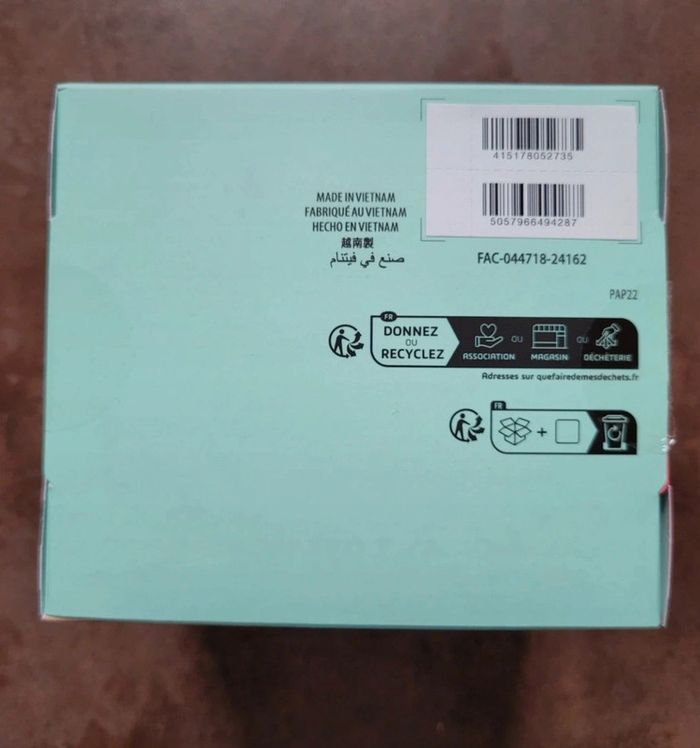 415178052735
5057966494287
MADE IN VIETNAM
FABRIQUÉ AU VIETNAM
HECHO EN VIETNAM
越南製
صنع في فيتنام
FAC-044718-24162
PAP22
FR
DONNEZ
OU
RECYCLEZ
ASSOCIATION
OU
MAGASIN
OU
DÉCHÈTERIE
Adresses sur quefairedemesdechets.fr
FR
+